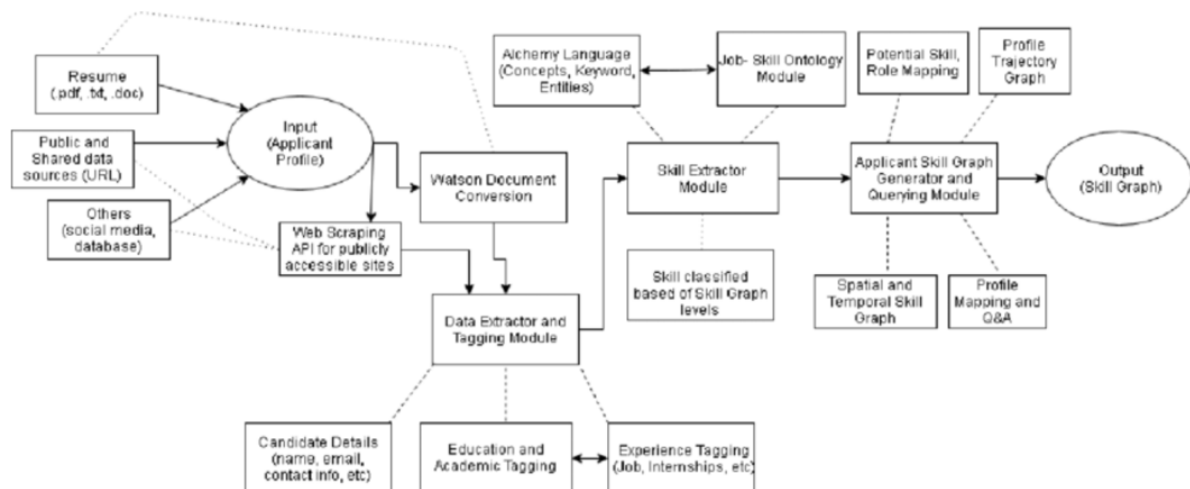 Resume
(.pdf, .txt, .doc)
Public and
Shared data
sources (URL)
Others
(social media,
database)
Input
(Applicant
Profile)
Web Scraping
API for publicly
accessible sites
Watson Document
Conversion
Data Extractor and
Tagging Module
Candidate Details
(name, email,
contact info, etc)
Education and
Academic Tagging
Experience Tagging
(Job, Internships, etc)
Alchemy Language
(Concepts, Keyword,
Entities)
Job- Skill Ontology
Module
Skill Extractor
Module
Skill classified
based of Skill Graph
levels
Potential Skill,
Role Mapping
Profile
Trajectory
Graph
Applicant Skill Graph
Generator and
Querying Module
Spatial and
Temporal Skill
Graph
Profile
Mapping and
Q&A
Output
(Skill Graph)